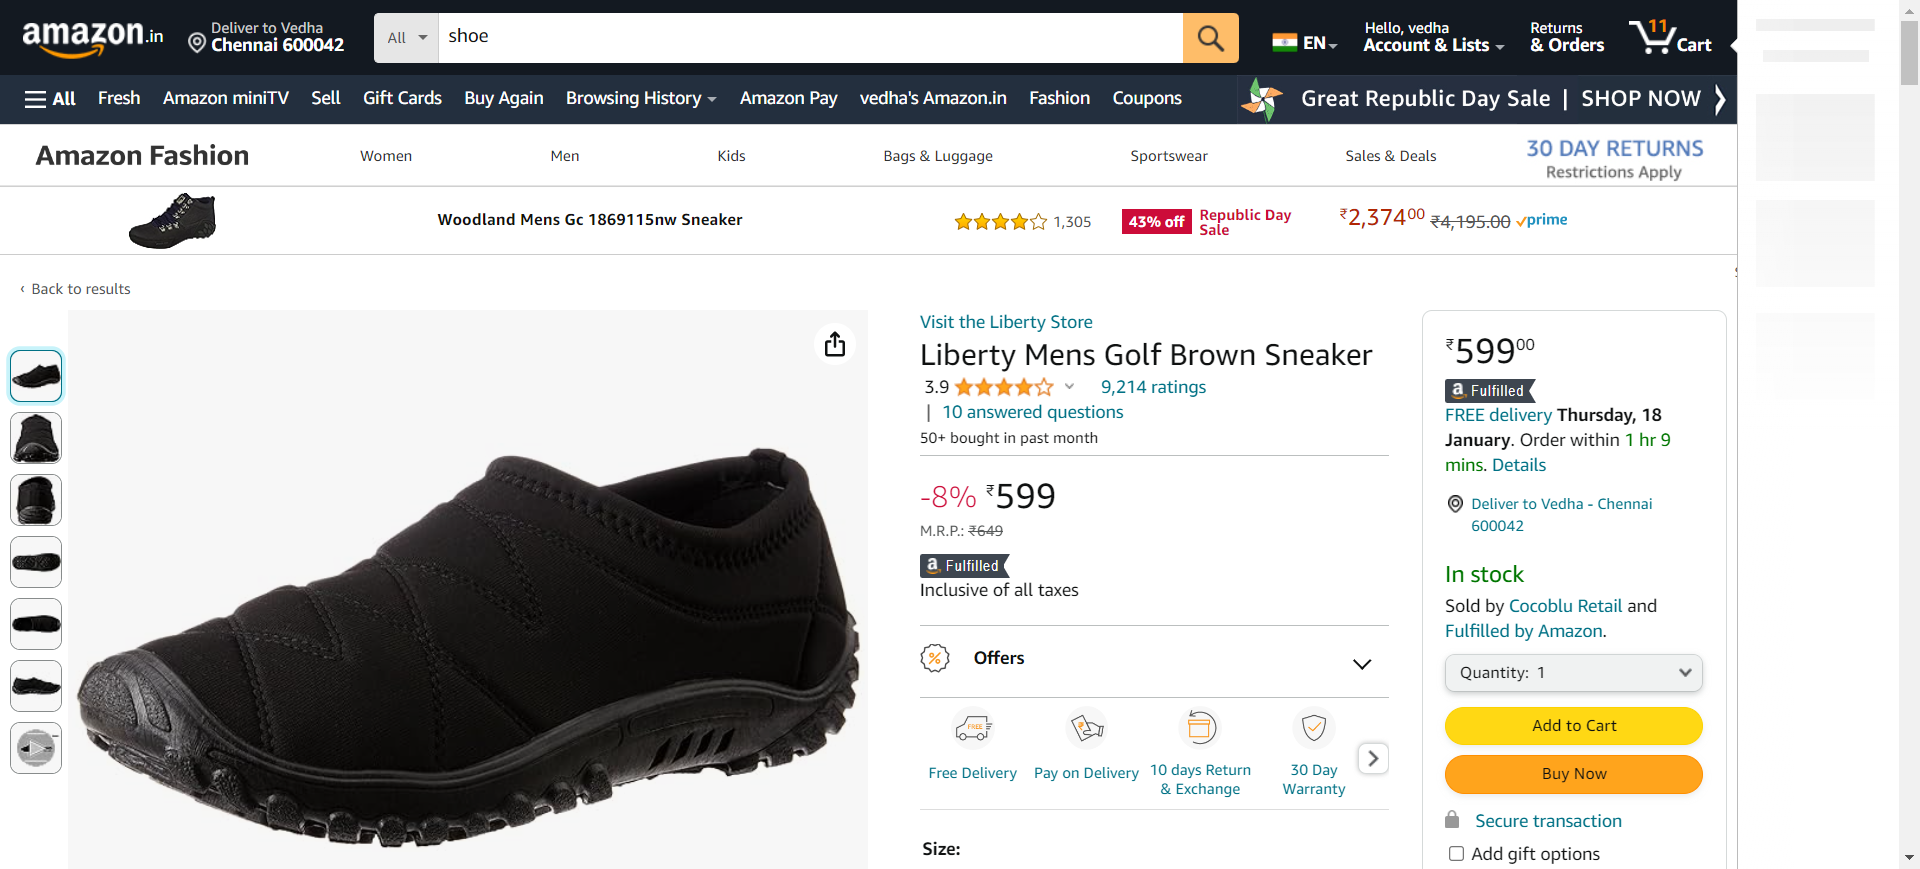 amazon.in
Deliver to Vedha
Chennai 600042
All
shoe
EN
Hello, vedha
Account & Lists
Returns
& Orders
11
Cart
All
Fresh
Amazon miniTV
Sell
Gift Cards
Buy Again
Browsing History
Amazon Pay
vedha's Amazon.in
Fashion
Coupons
Great Republic Day Sale | SHOP NOW
Amazon Fashion
Women
Men
Kids
Bags & Luggage
Sportswear
Sales & Deals
30 DAY RETURNS
Restrictions Apply
Woodland Mens Gc 1869115nw Sneaker
1,305
43% off
Republic Day
Sale
₹2,37400
₹4,195.00
prime
‹ Back to results
Visit the Liberty Store
Liberty Mens Golf Brown Sneaker
3.9
9,214 ratings
| 10 answered questions
50+ bought in past month
-8% ₹599
M.R.P.: ₹649
a Fulfilled
Inclusive of all taxes
% Offers
FREE
Free Delivery
Pay on Delivery
10 days Return
& Exchange
30 Day
Warranty
Size:
₹59900
a Fulfilled
FREE delivery Thursday, 18
January. Order within 1 hr 9
mins. Details
Deliver to Vedha - Chennai
600042
In stock
Sold by Cocoblu Retail and
Fulfilled by Amazon.
Quantity: 1
Add to Cart
Buy Now
Secure transaction
Add gift options